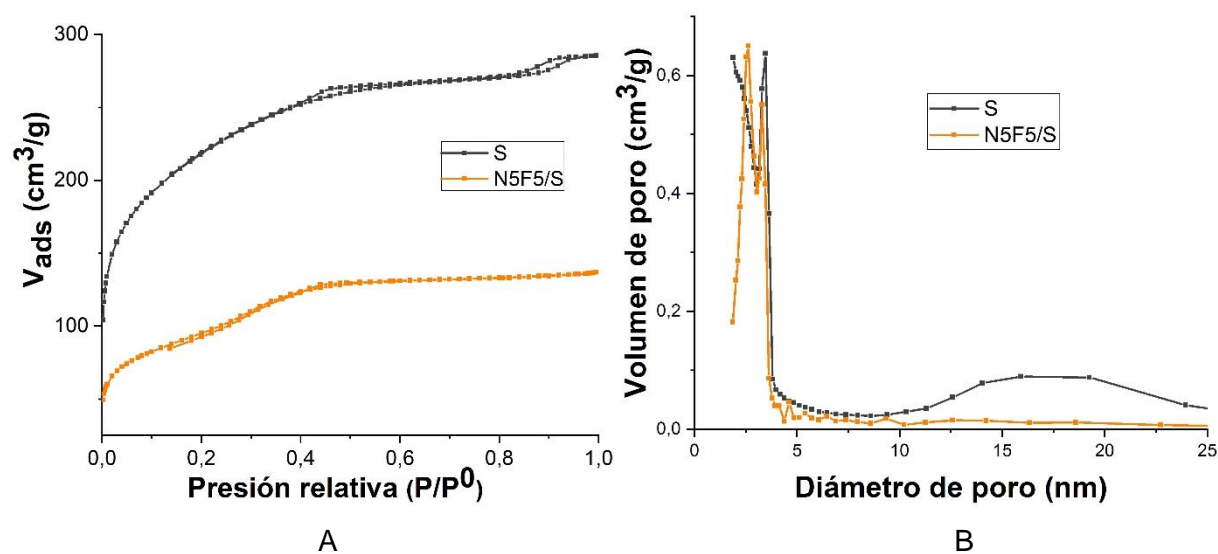 300
200
100
0,0
0,2
0,4
0,6
0,8
1,0
Vads (cm³/g)
Presión relativa (P/P⁰)
S
N5F5/S
A
0,6
0,4
0,2
0,0
0
5
10
15
20
25
Volumen de poro (cm³/g)
Diámetro de poro (nm)
S
N5F5/S
B